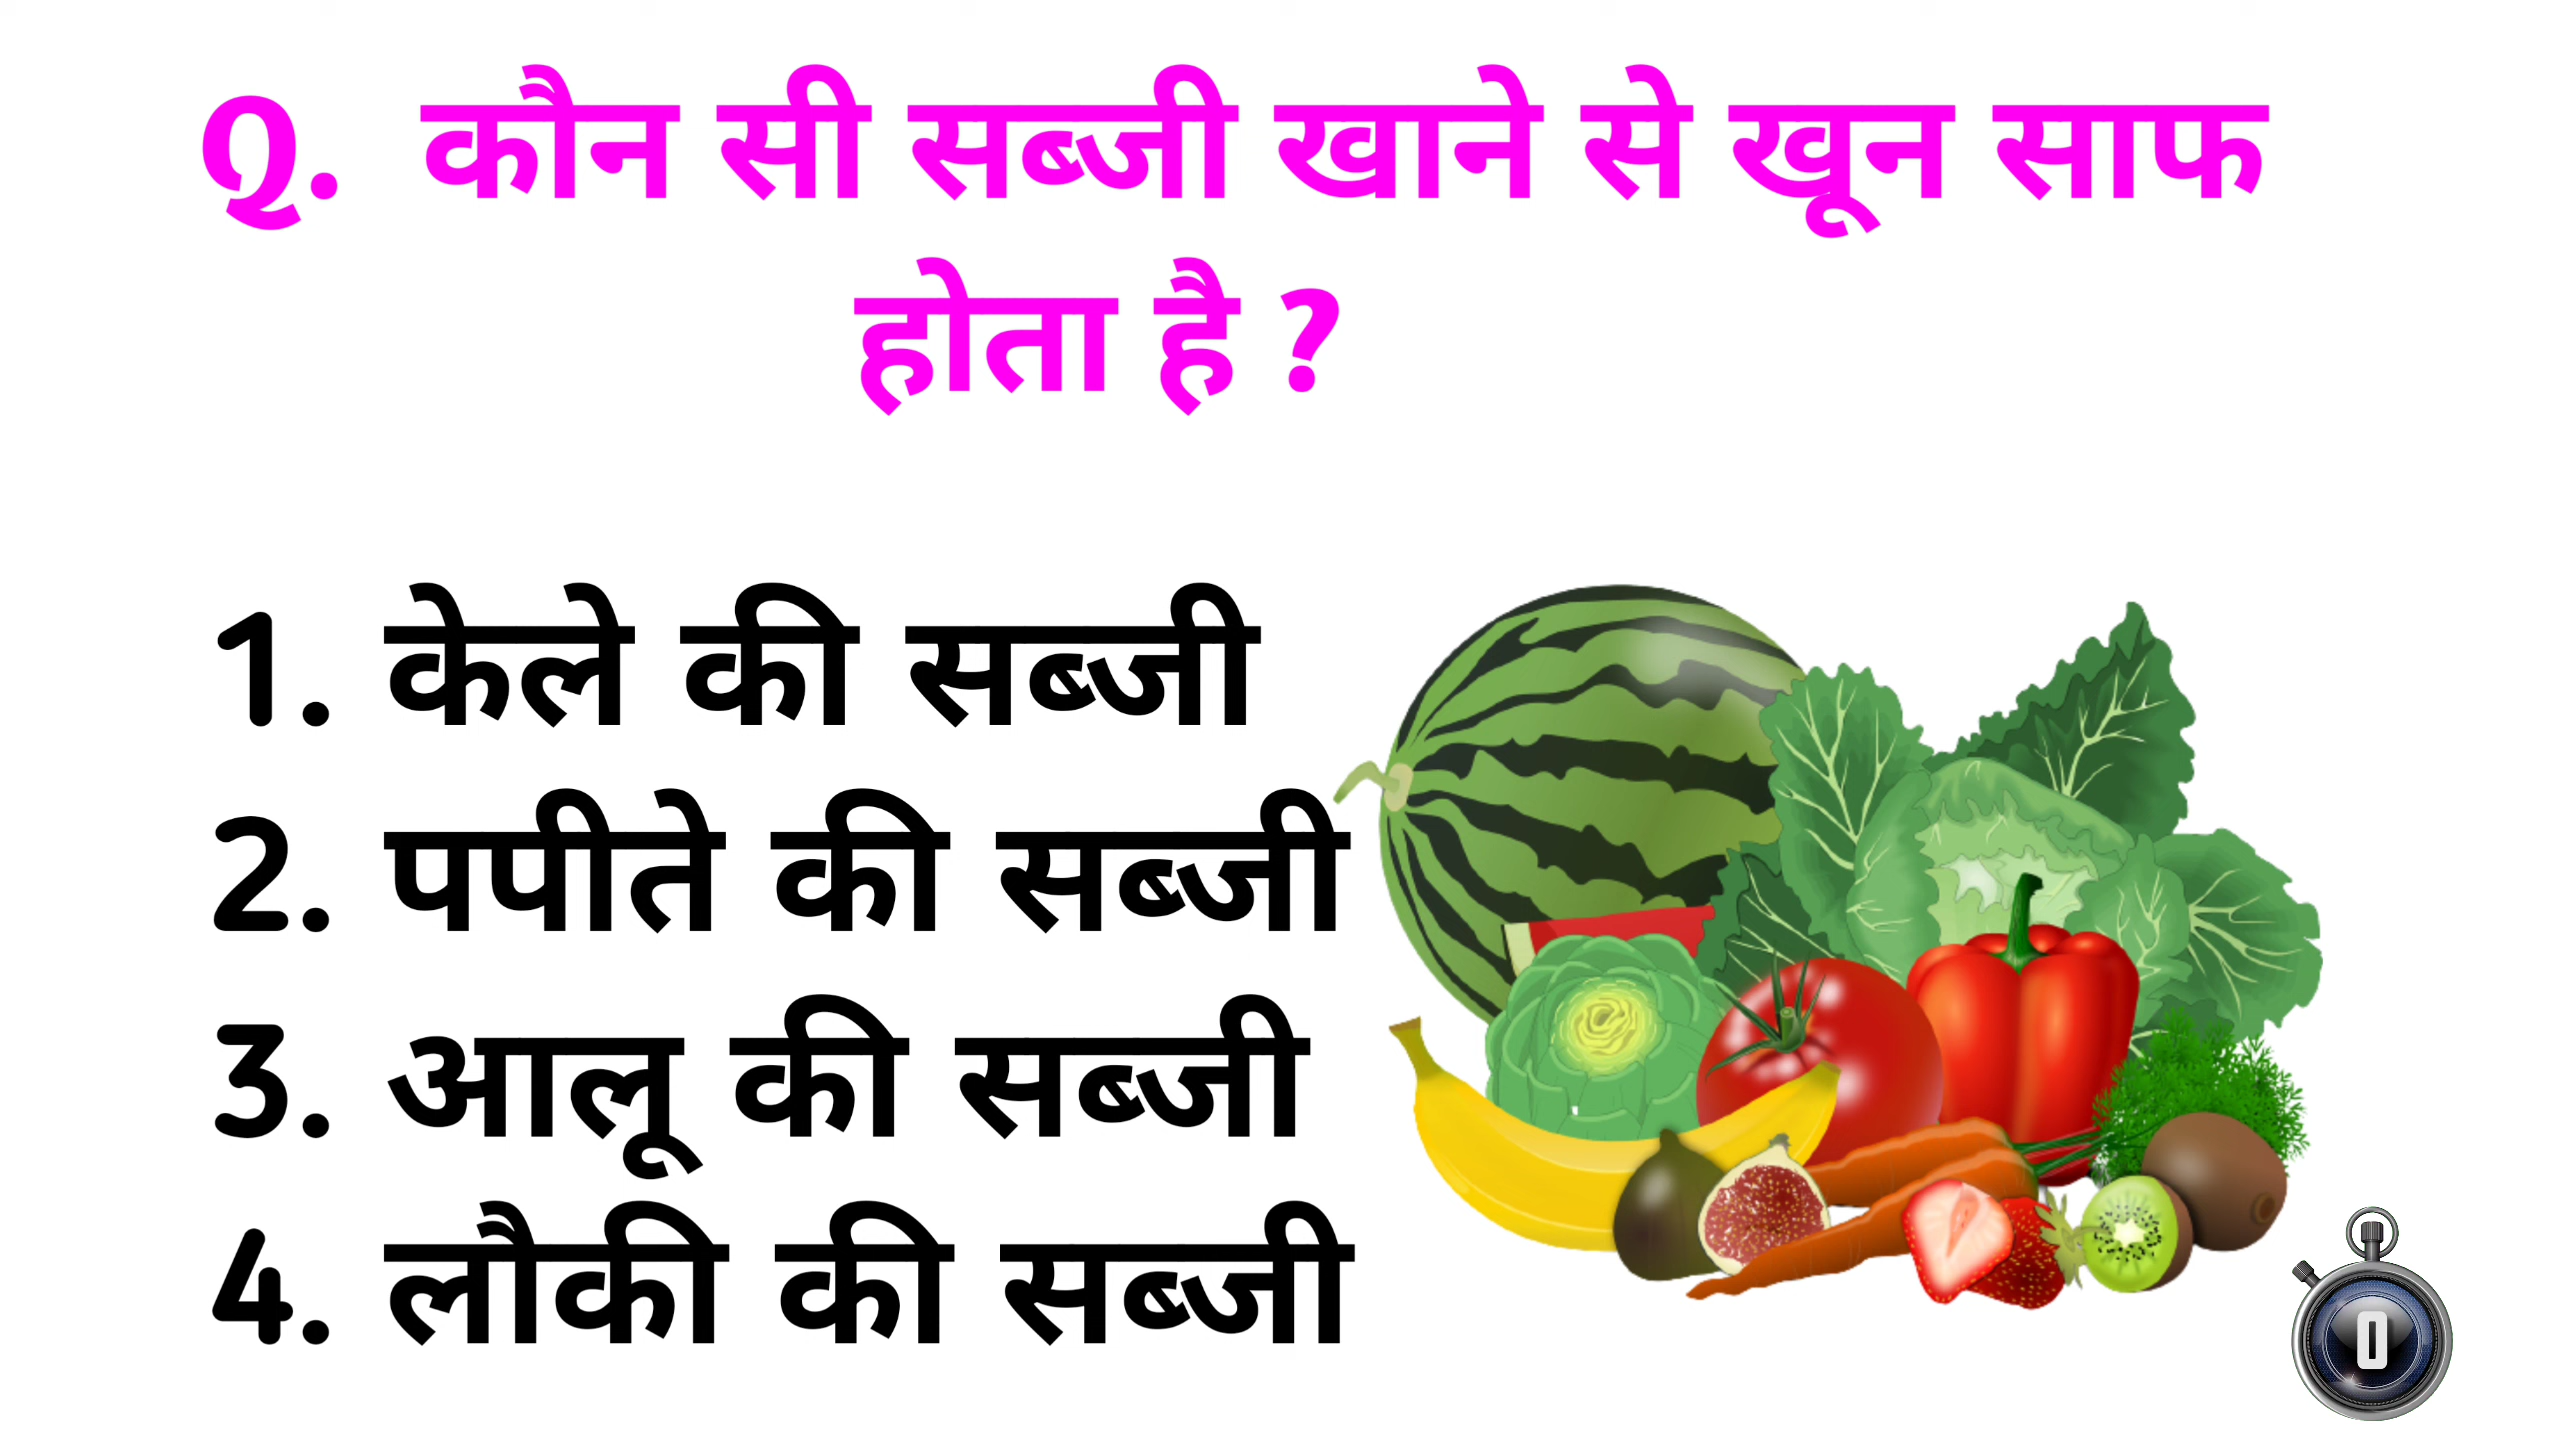 Q. कौन सी सब्जी खाने से खून साफ
होता है ?
1. केले की सब्जी
2. पपीते की सब्जी
3. आलू की सब्जी
4. लौकी की सब्जी
0